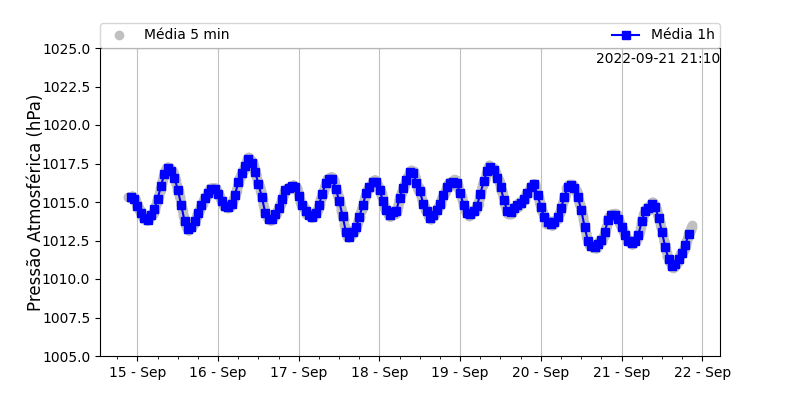 Média 5 min
Média 1h
2022-09-21 21:10
Pressão Atmosférica (hPa)
1025.0
1022.5
1020.0
1017.5
1015.0
1012.5
1010.0
1007.5
1005.0
15 - Sep
16 - Sep
17 - Sep
18 - Sep
19 - Sep
20 - Sep
21 - Sep
22 - Sep